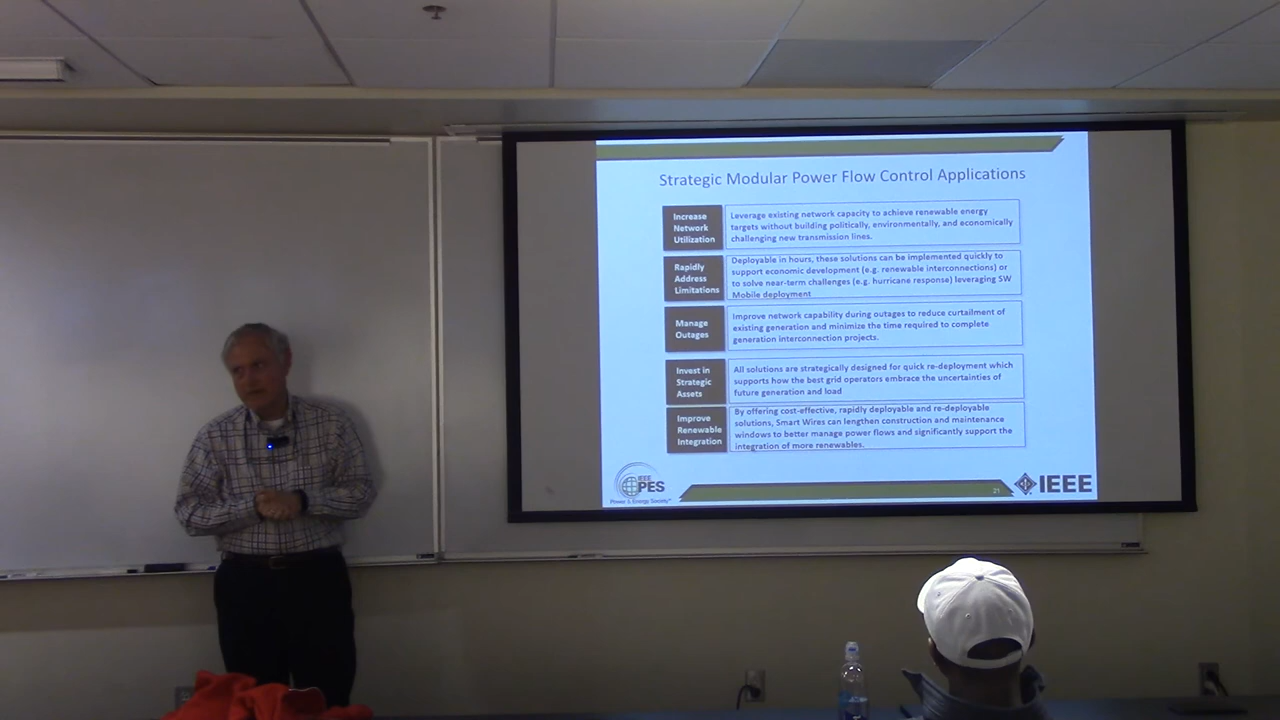 Strategic Modular Power Flow Control Applications
Increase
Network
Utilization
Leverage existing network capacity to achieve renewable energy
targets without building politically, environmentally, and economically
challenging new transmission lines.
Rapidly
Address
Limitations
Deployable in hours, these solutions can be implemented quickly to
support economic development (e.g. renewable interconnections) or
to solve near-term challenges (e.g. hurricane response) leveraging SW
Mobile deployment
Manage
Outages
Improve network capability during outages to reduce curtailment of
existing generation and minimize the time required to complete
generation interconnection projects.
Invest in
Strategic
Assets
All solutions are strategically designed for quick re-deployment which
supports how the best grid operators embrace the uncertainties of
future generation and load
Improve
Renewable
Integration
By offering cost-effective, rapidly deployable and re-deployable
solutions, Smart Wires can lengthen construction and maintenance
windows to better manage power flows and significantly support the
integration of more renewables.
IEEE
PES
Power & Energy Society™
21
IEEE